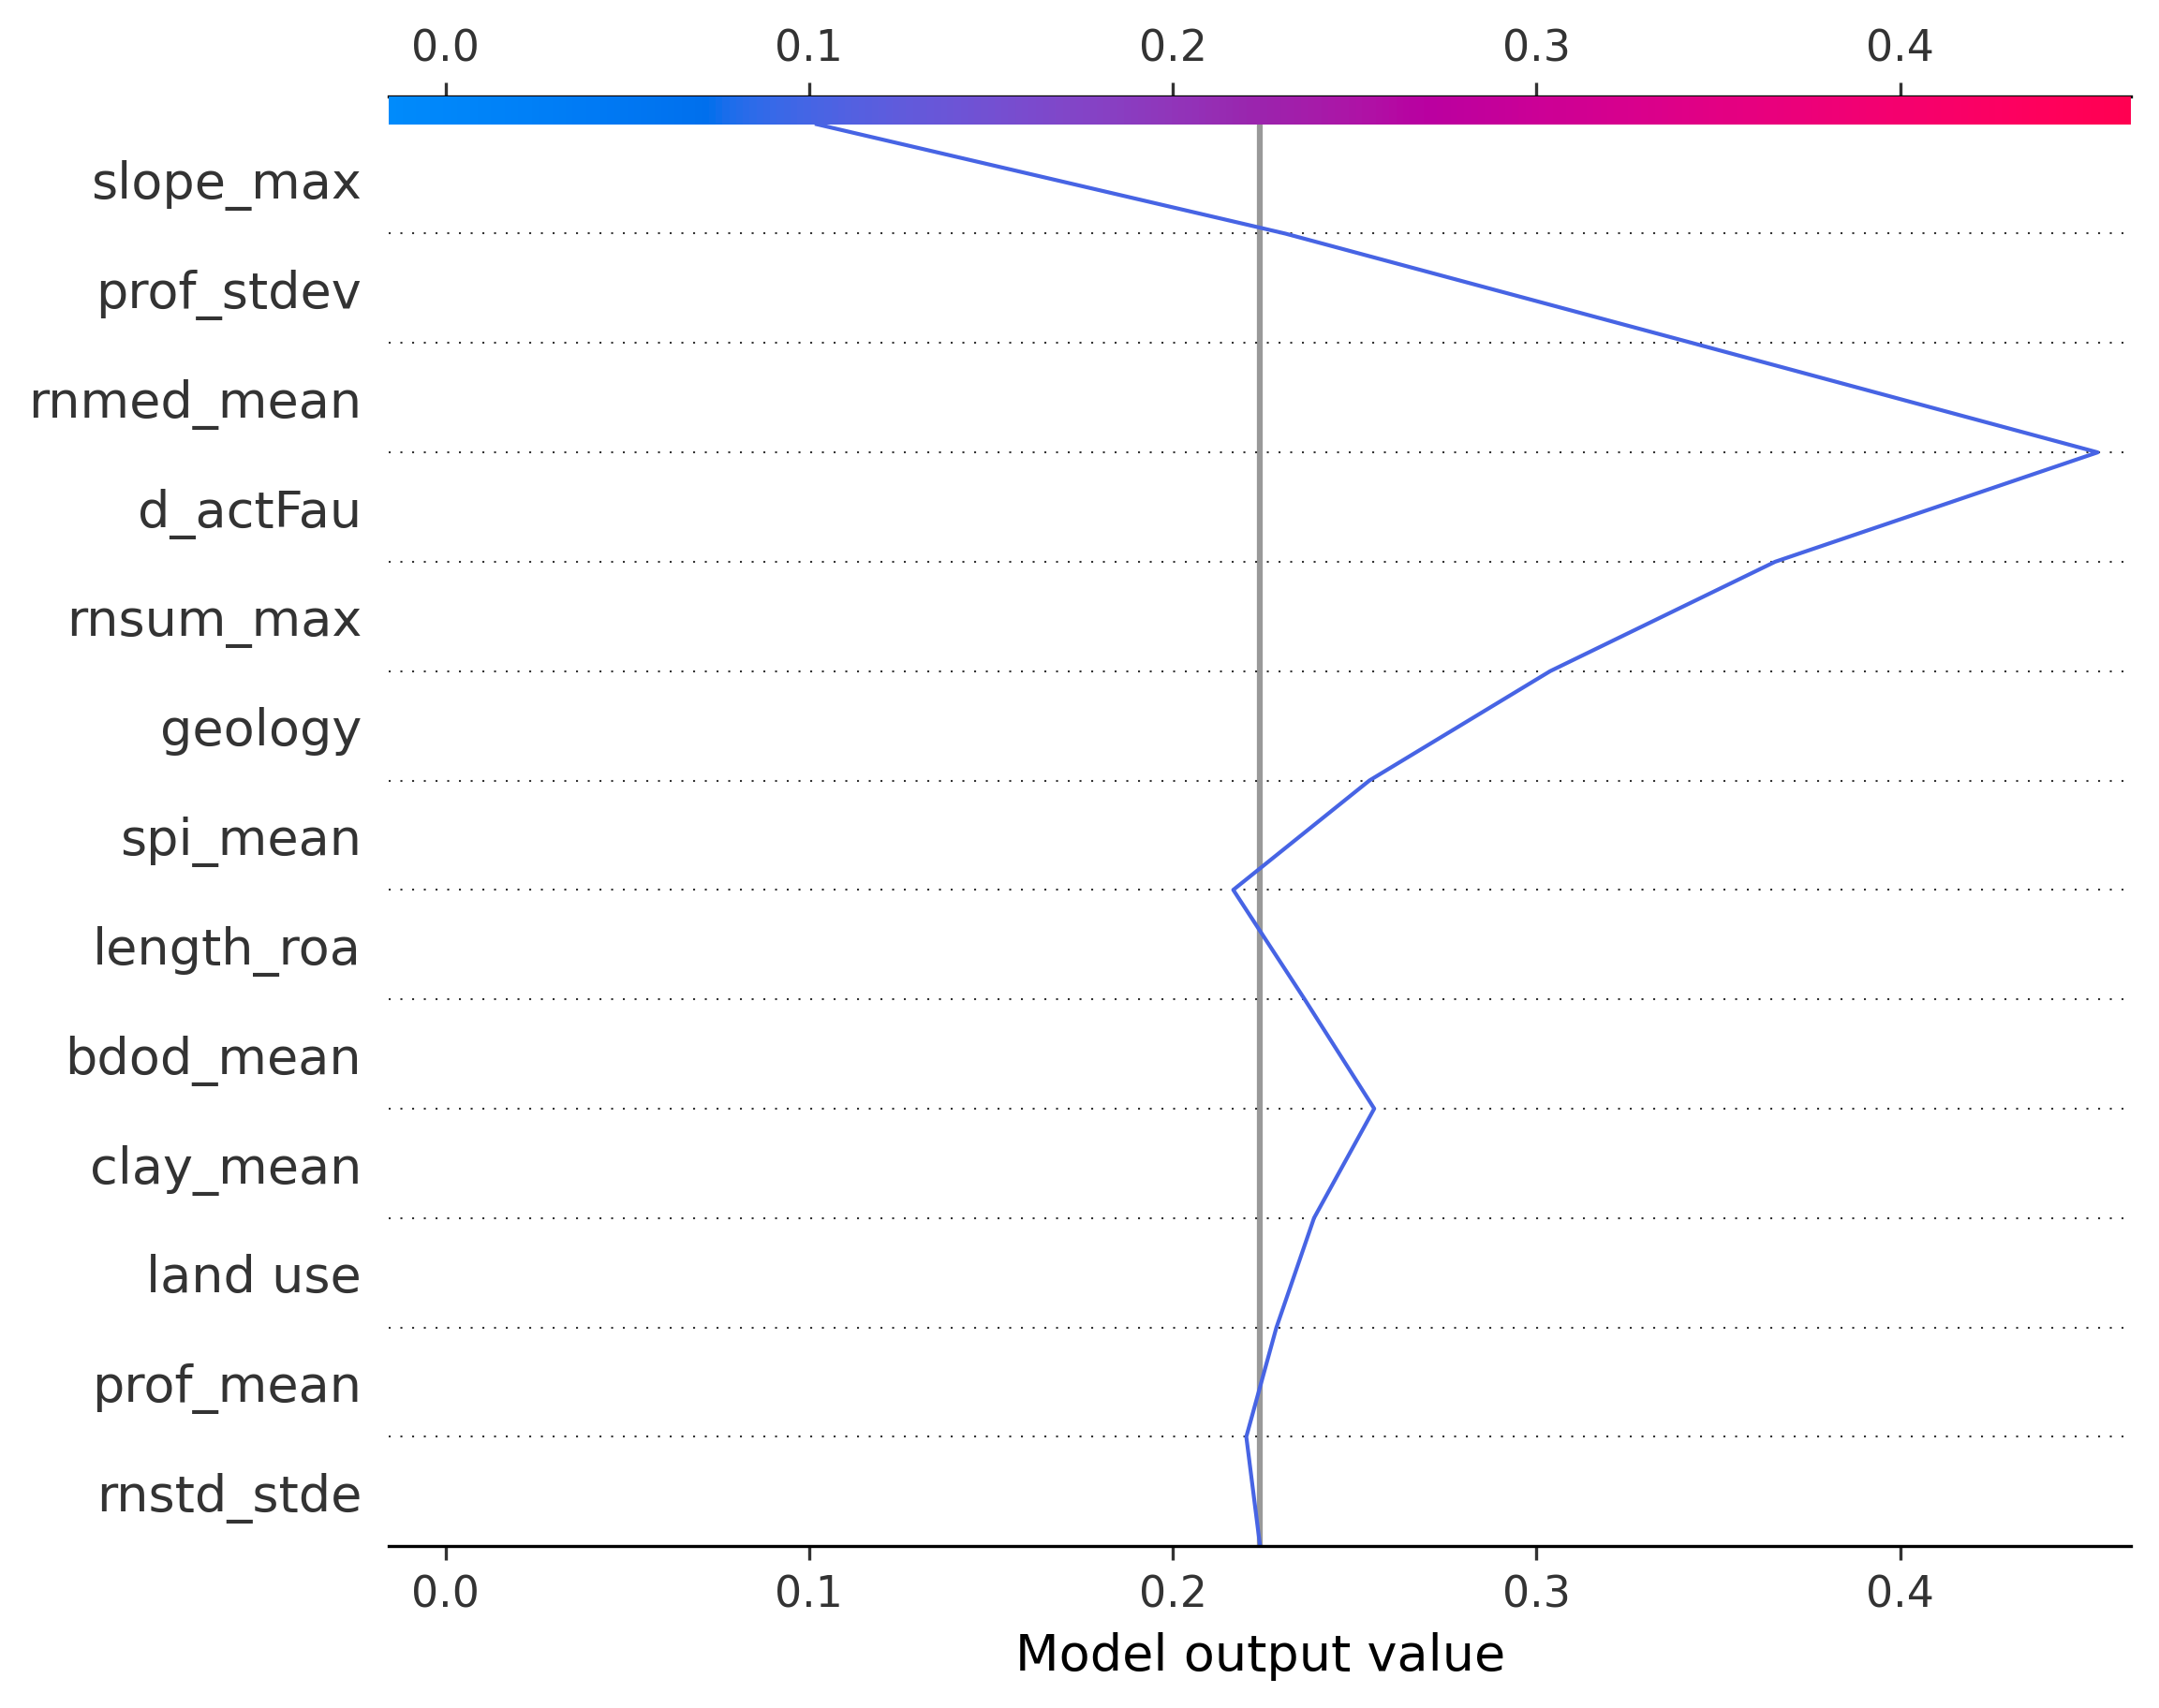 0.0 0.1 0.2 0.3 0.4
slope_max
prof_stdev
rnmed_mean
d_actFau
rnsum_max
geology
spi_mean
length_roa
bdod_mean
clay_mean
land use
prof_mean
rnstd_stde
0.0 0.1 0.2 0.3 0.4
Model output value